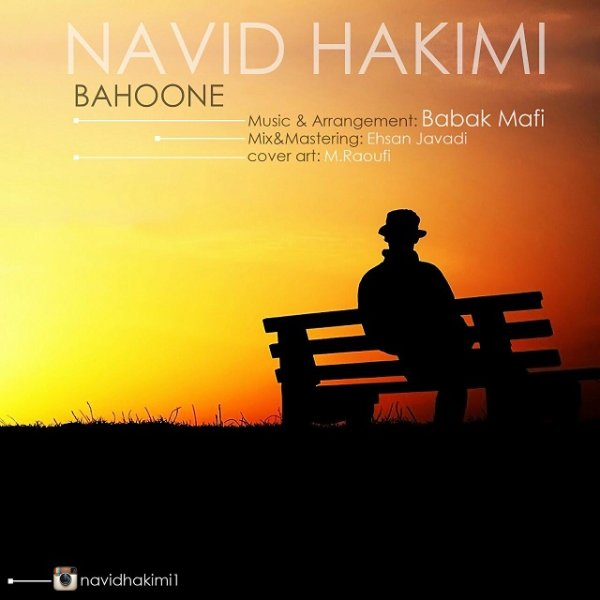 NAVID HAKIMI
BAHOONE
Music & Arrangement: Babak Mafi
Mix&Mastering: Ehsan Javadi
cover art: M.Raoufi
navidhakimi1